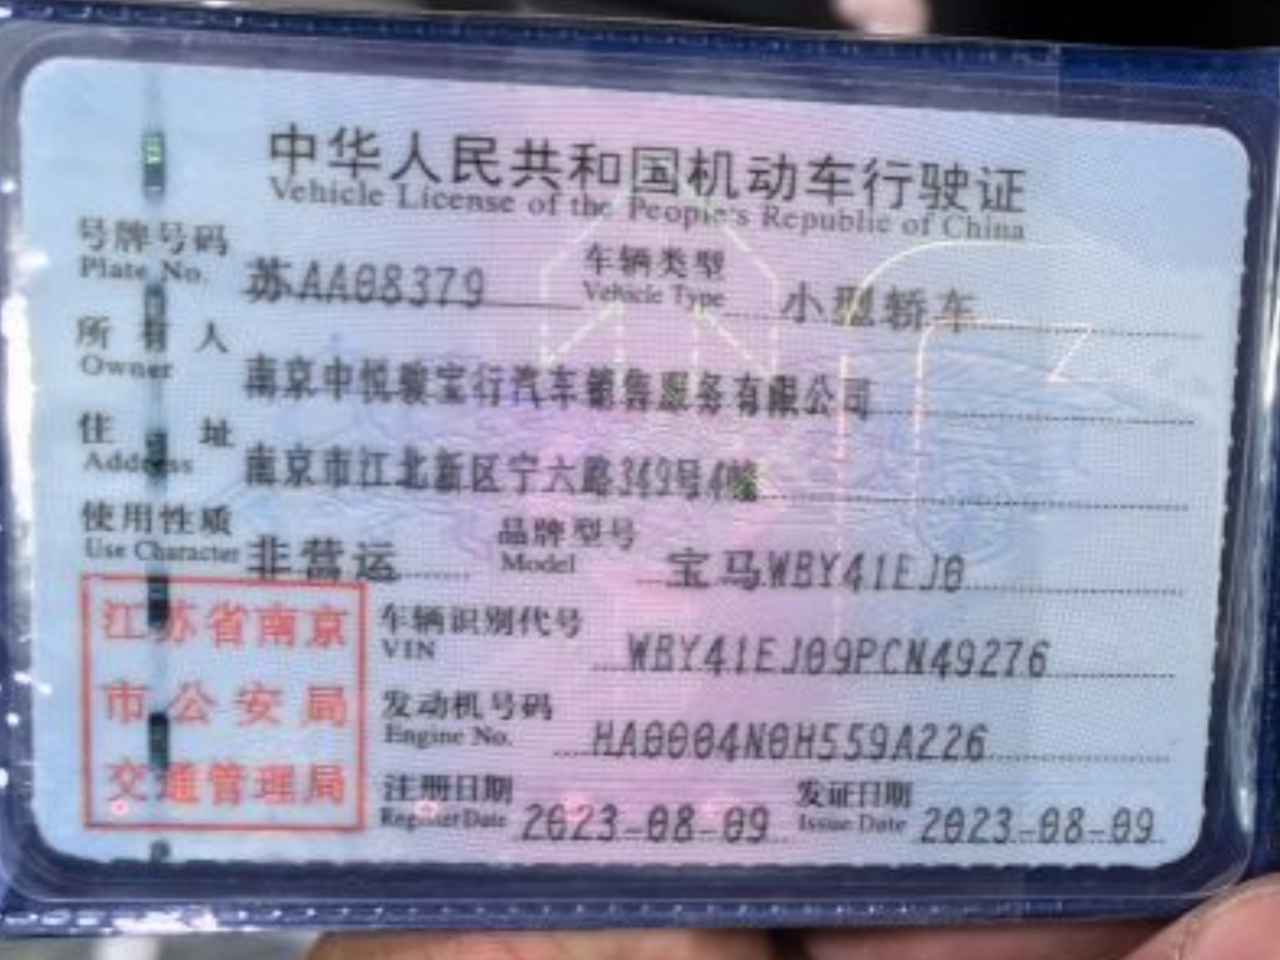 中华人民共和国机动车行驶证
Vehicle License of the People's Republic of China
号牌号码 苏AA08379 车辆类型 小型轿车
Plate No. Vehicle Type
所有人 南京中悦骏宝行汽车销售服务有限公司
Owner
住址 南京市江北新区宁六路349号4幢
Address
使用性质 非营运 品牌型号 宝马WBY41EJ0
Use Character Model
江苏省南京
市公安局
交通管理局
车辆识别代号 WBY41EJ09PCN49276
VIN
发动机号码 HA0004N0H559A226
Engine No.
注册日期 2023-08-09 发证日期 2023-08-09
Register Date Issue Date